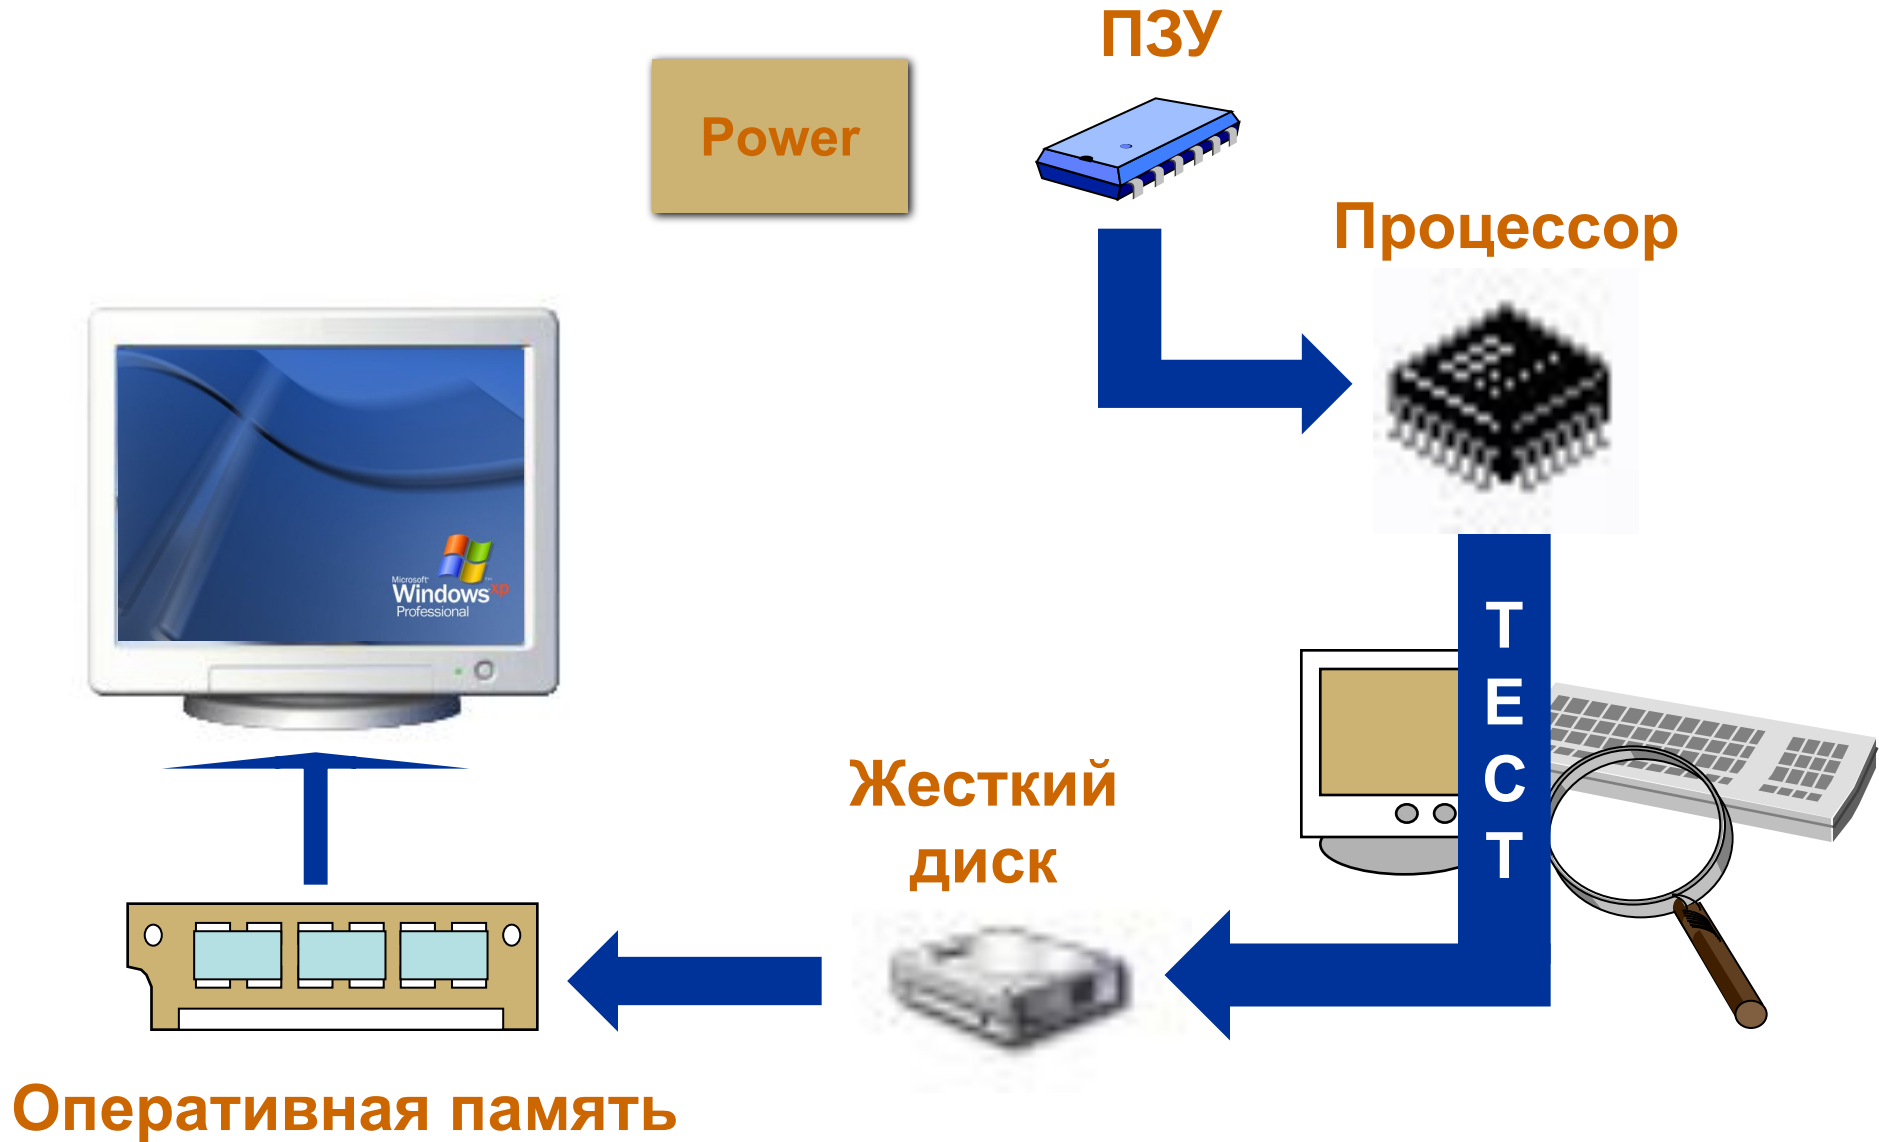 ПЗУ
Power
Процессор
Microsoft
Windows xp
Professional
Т
Е
С
Т
Жесткий
диск
Оперативная память